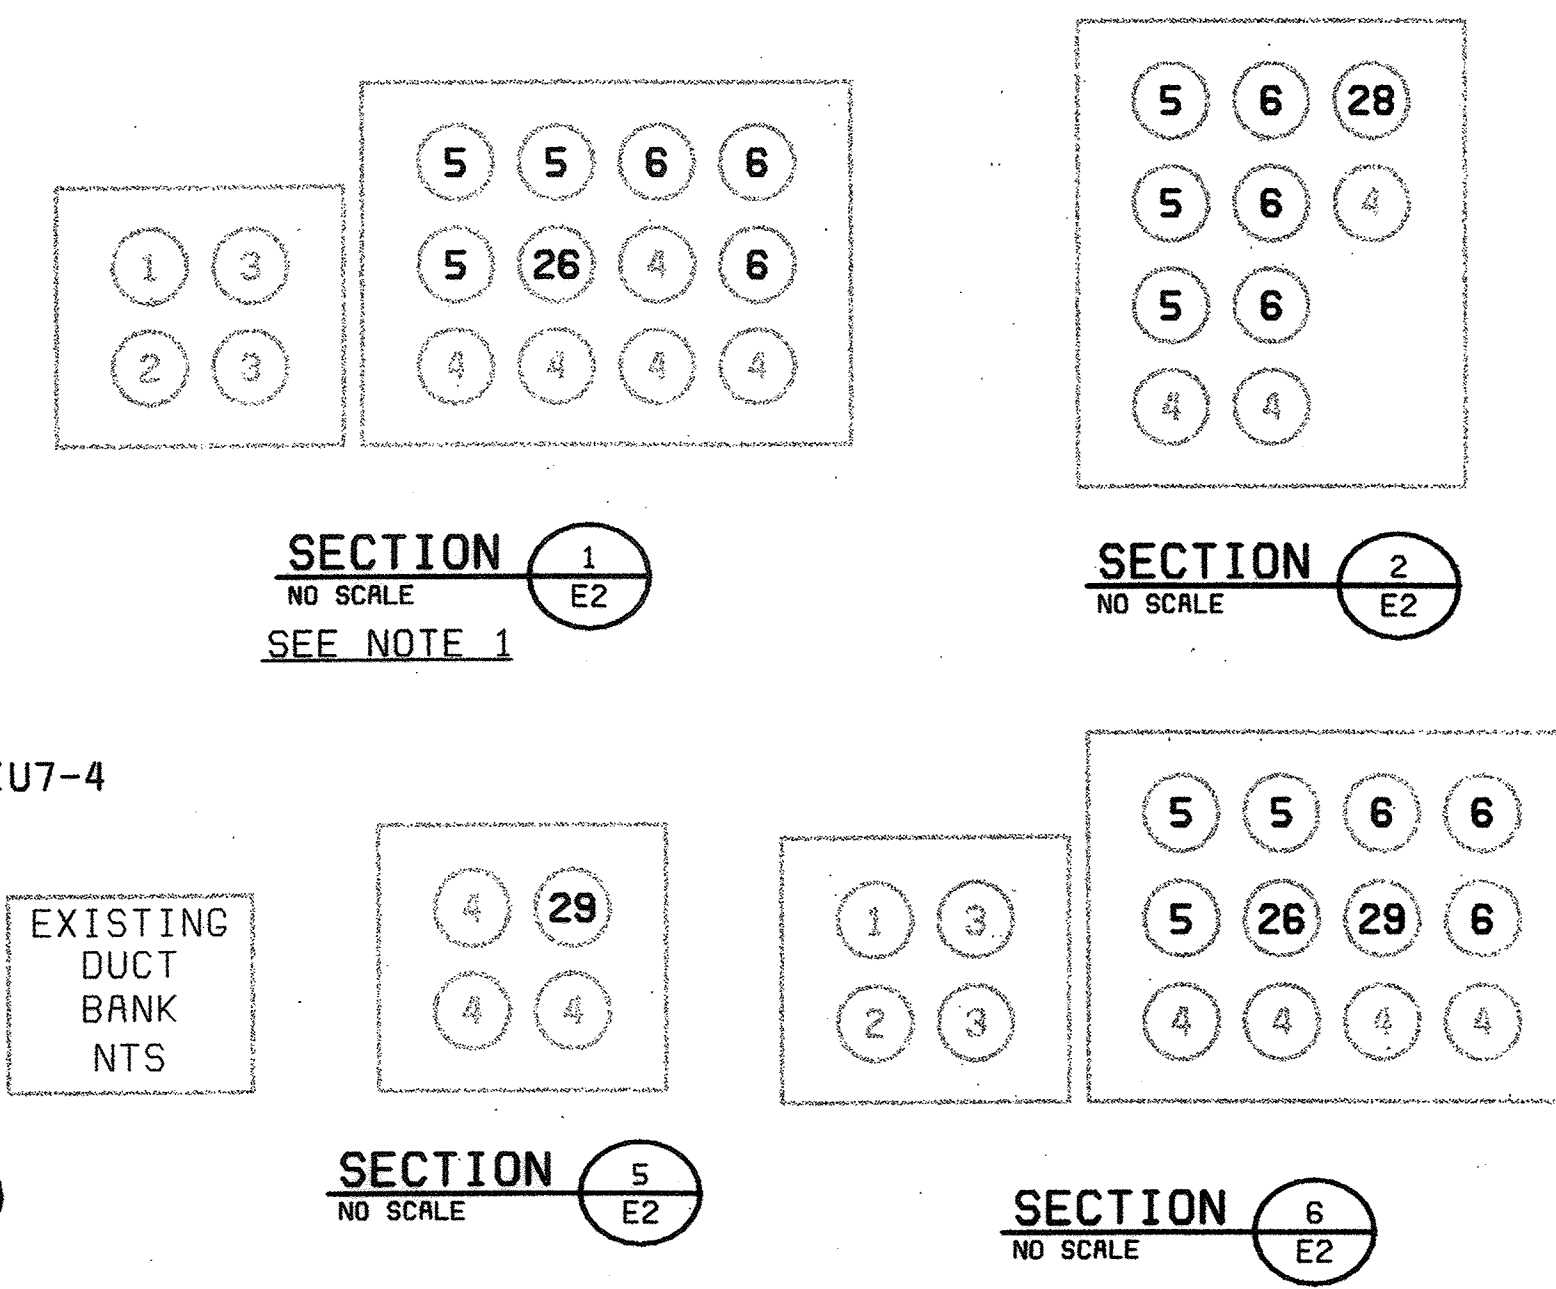 5 5 6 6
1 3 5 26 4 6
2 3 4 4 4 4
SECTION 1
NO SCALE E2
SEE NOTE 1
5 6 28
5 6 4
5 6
4 4
SECTION 2
NO SCALE E2
U7-4
EXISTING
DUCT
BANK
NTS
4 29
4 4
SECTION 5
NO SCALE E2
5 5 6 6
1 3 5 26 29 6
2 3 4 4 4 4
SECTION 6
NO SCALE E2